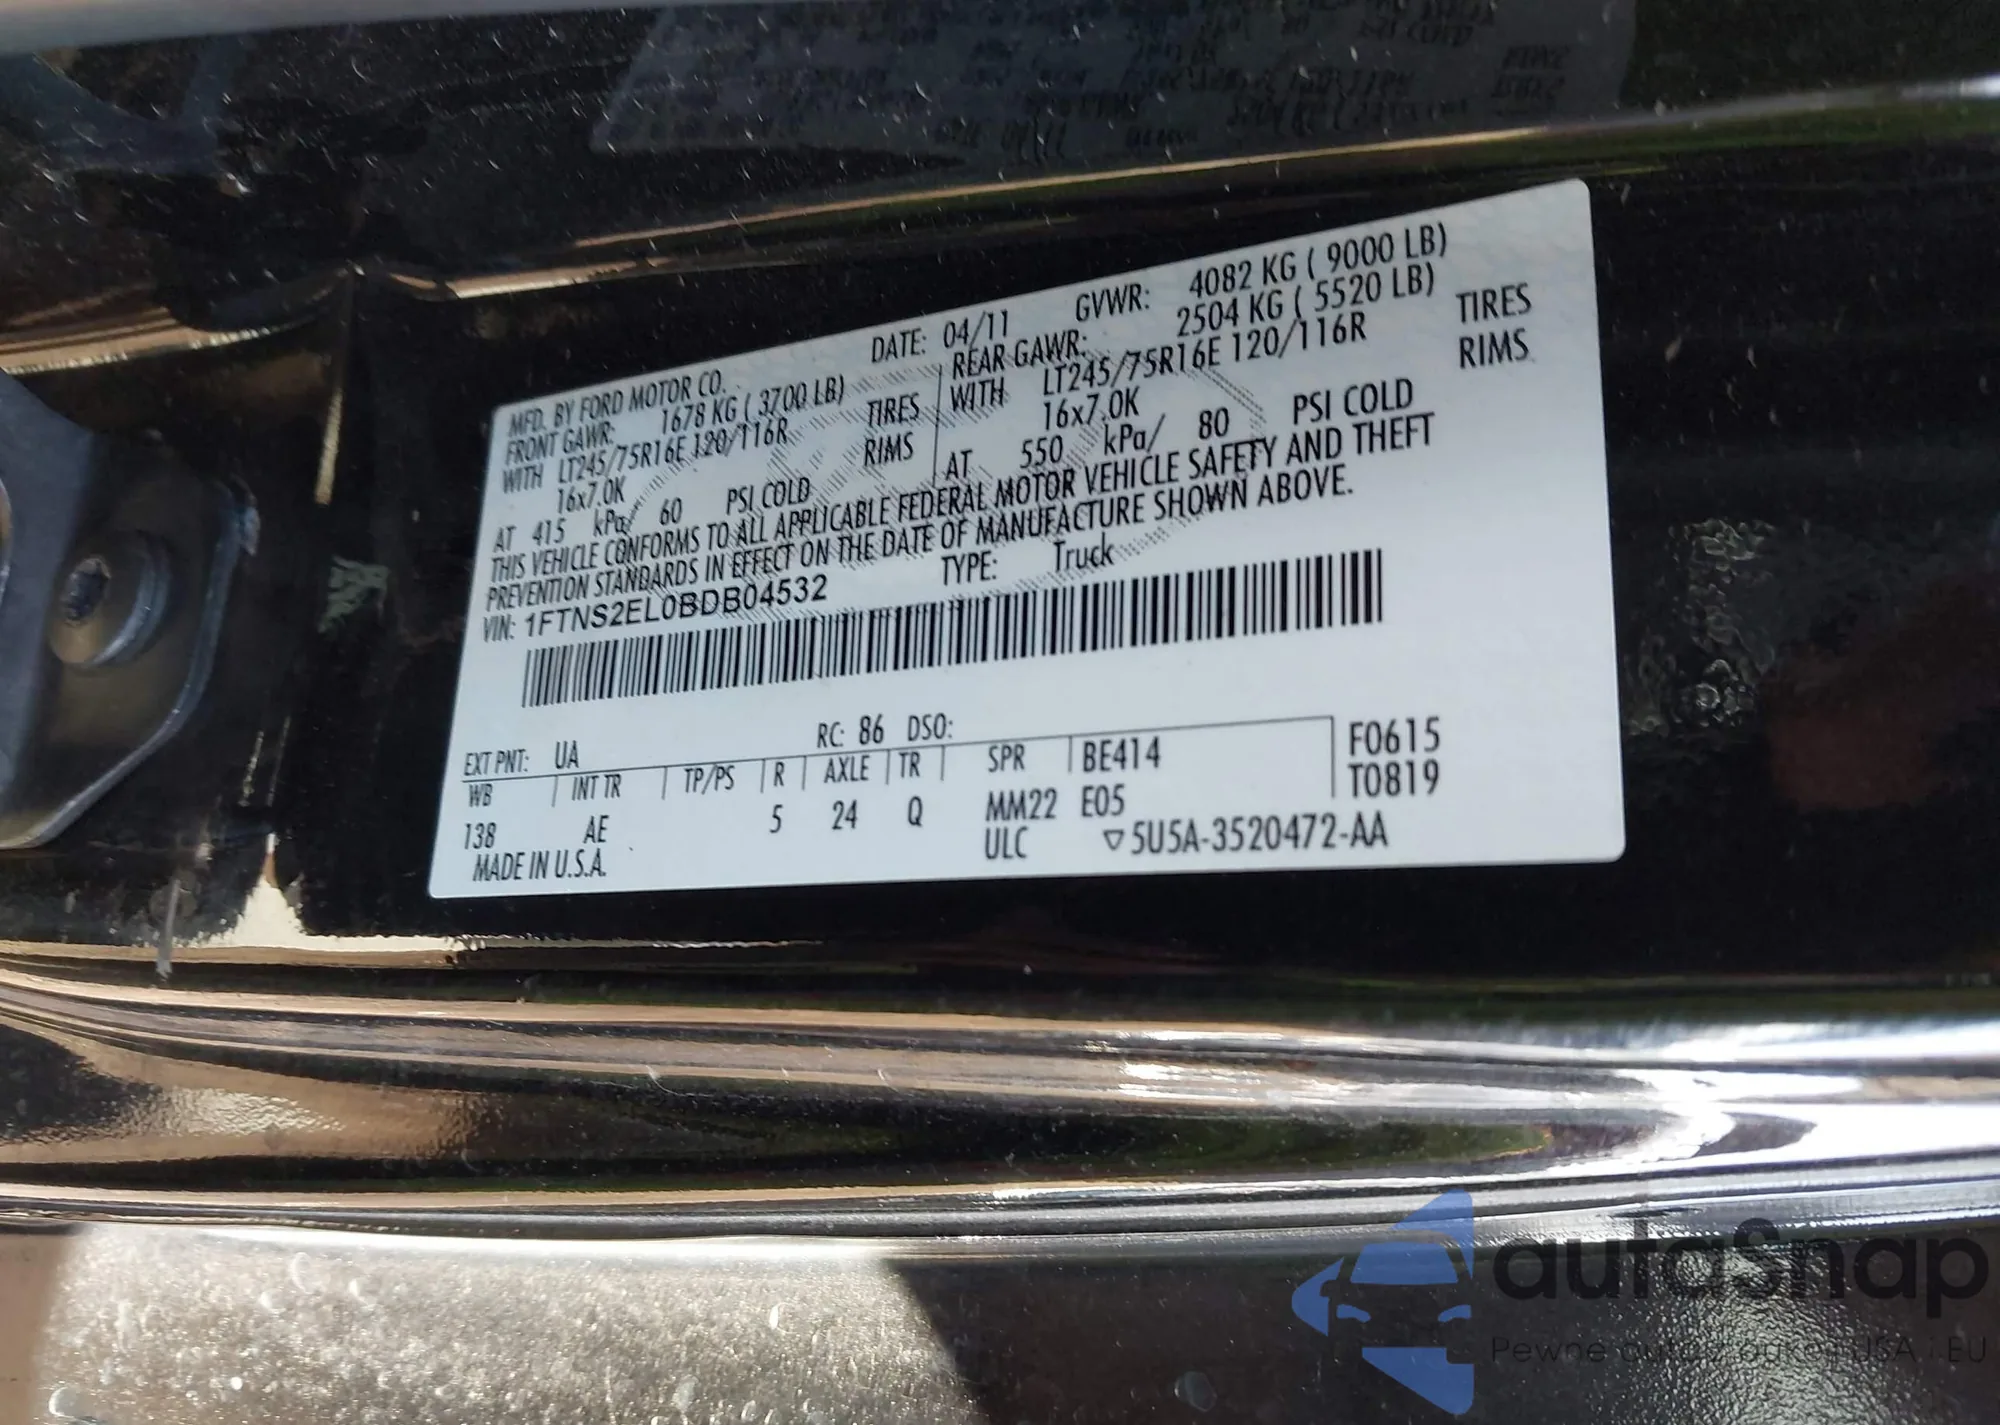 MFD. BY FORD MOTOR CO. DATE: 04/11 GVWR: 4082 KG ( 9000 LB)
FRONT GAWR: 1678 KG ( 3700 LB) REAR GAWR: 2504 KG ( 5520 LB)
WITH LT245/75R16E 120/116R TIRES WITH LT245/75R16E 120/116R TIRES
16x7.0K RIMS 16x7.0K RIMS
AT 415 kPa/ 60 PSI COLD AT 550 kPa/ 80 PSI COLD
THIS VEHICLE CONFORMS TO ALL APPLICABLE FEDERAL MOTOR VEHICLE SAFETY AND THEFT
PREVENTION STANDARDS IN EFFECT ON THE DATE OF MANUFACTURE SHOWN ABOVE.
VIN: 1FTNS2EL0BDB04532 TYPE: Truck
EXT PNT: UA RC: 86 DSO:
WB INT TR TP/PS R AXLE TR SPR BE414 F0615
138 AE 5 24 Q MM22 E05 T0819
MADE IN U.S.A. ULC ▽5U5A-3520472-AA
autasnap
Pewne auta z USA i EU